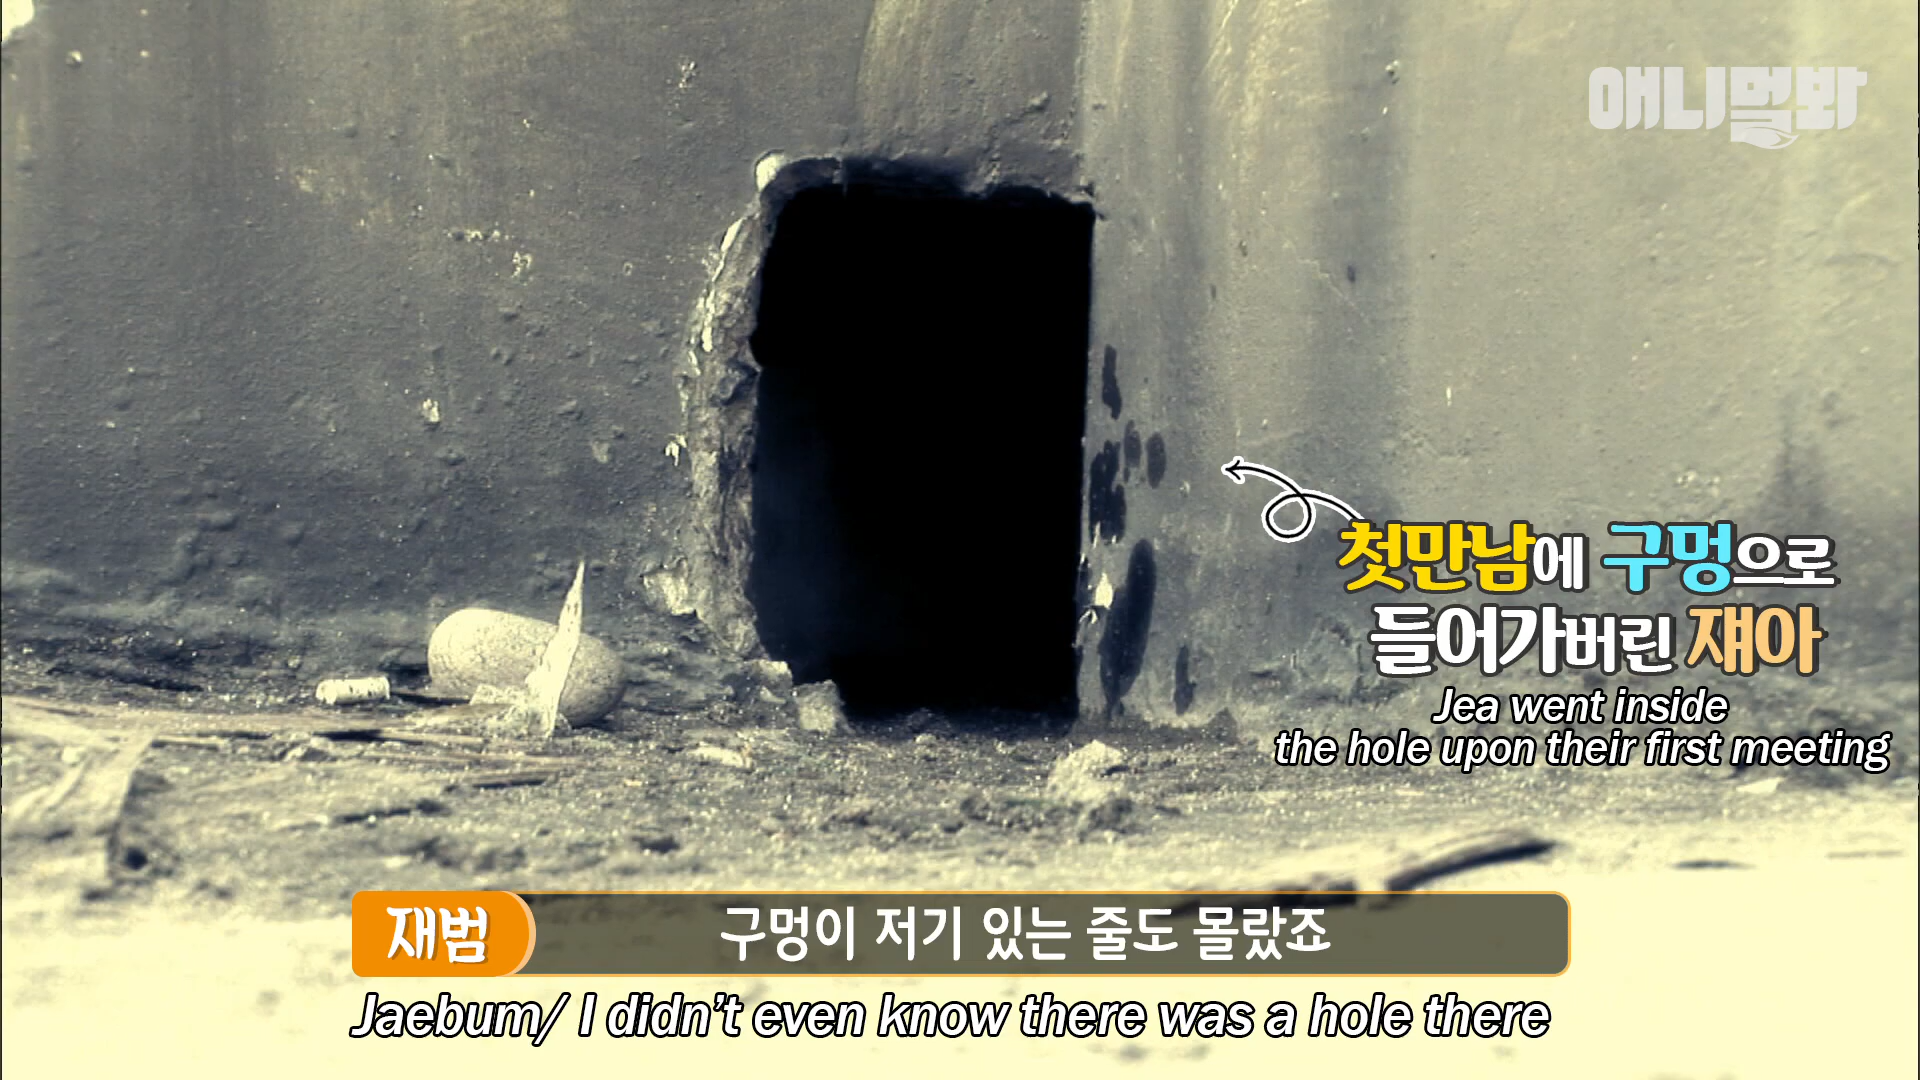 애니멀봐
첫만남에 구멍으로
들어가버린 쟤아
Jea went inside
the hole upon their first meeting
재범 구멍이 저기 있는 줄도 몰랐죠
Jaebum/ I didn't even know there was a hole there